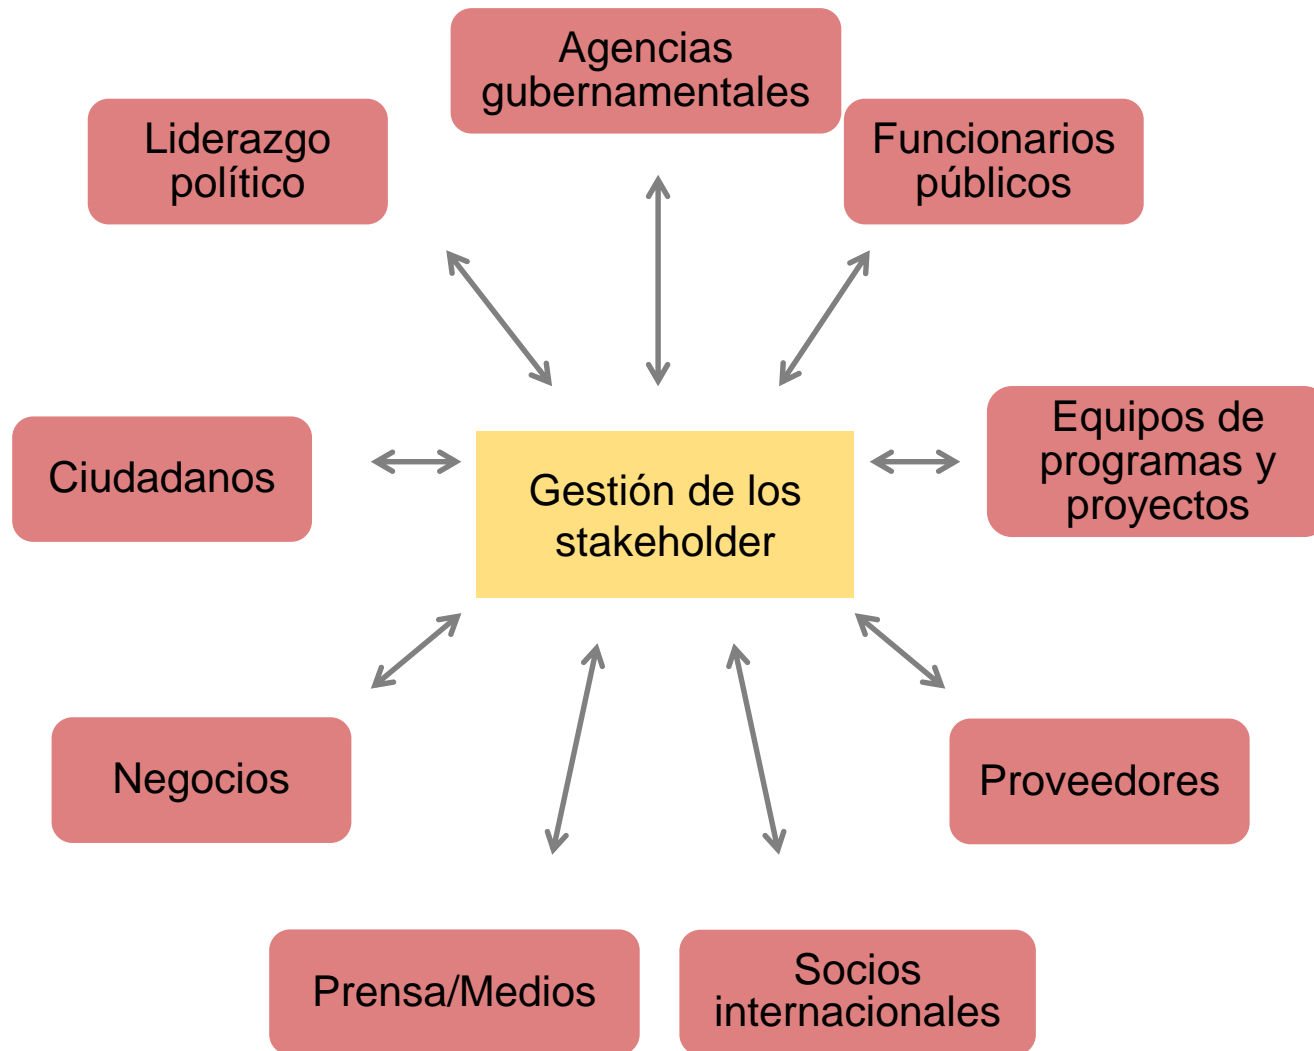 Agencias
gubernamentales
Liderazgo
político
Funcionarios
públicos
Ciudadanos
Gestión de los
stakeholder
Equipos de
programas y
proyectos
Negocios
Proveedores
Prensa/Medios
Socios
internacionales